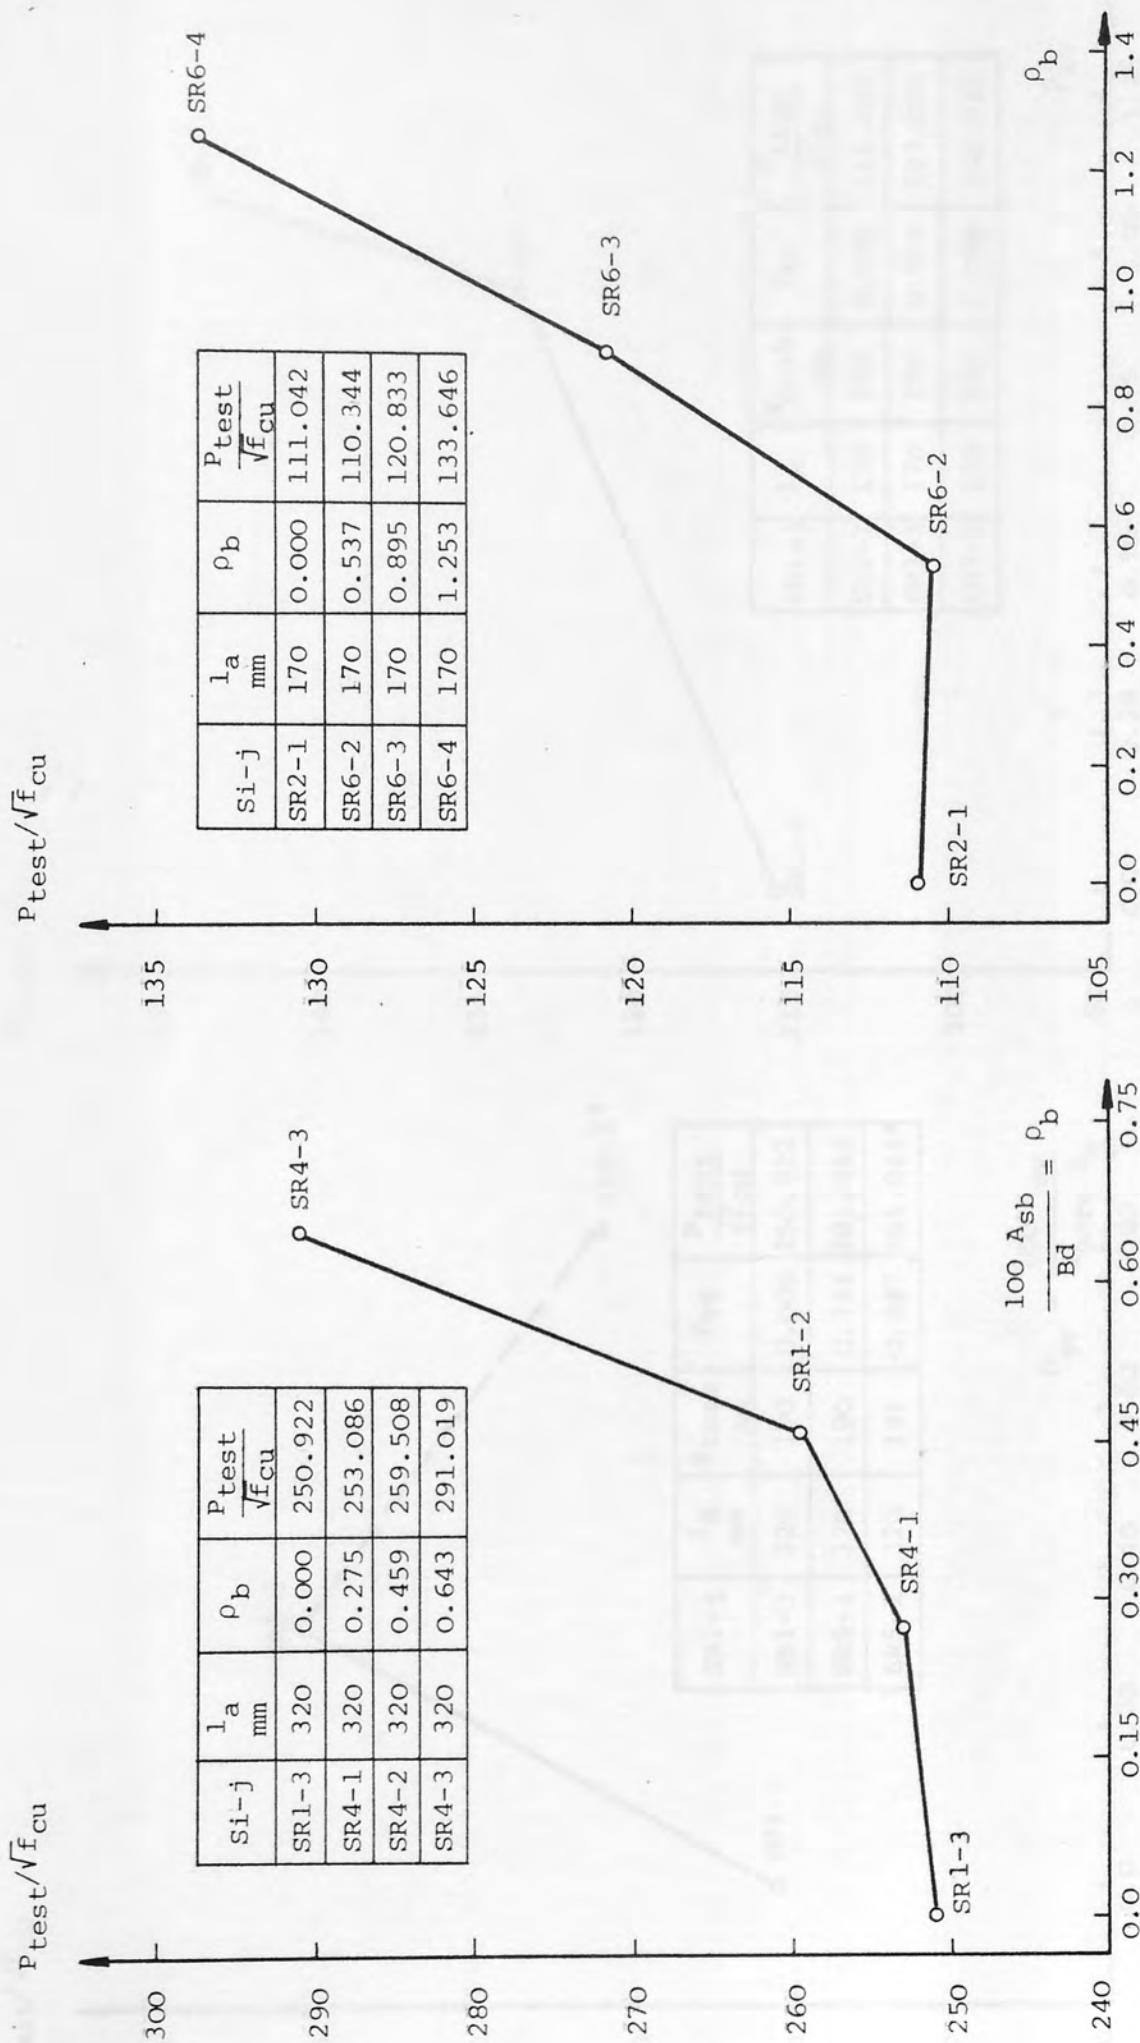 Ptest/√fcu
300
290
280
270
260
250
240
Si-j la mm ρb Ptest/√fcu
SR1-3 320 0.000 250.922
SR4-1 320 0.275 253.086
SR4-2 320 0.459 259.508
SR4-3 320 0.643 291.019
SR1-3
SR4-1
SR1-2
SR4-3
100 Asb / Bd = ρb
0.0 0.15 0.30 0.45 0.60 0.75
Ptest/√fcu
135
130
125
120
115
110
105
Si-j la mm ρb Ptest/√fcu
SR2-1 170 0.000 111.042
SR6-2 170 0.537 110.344
SR6-3 170 0.895 120.833
SR6-4 170 1.253 133.646
SR2-1
SR6-2
SR6-3
SR6-4
ρb
0.0 0.2 0.4 0.6 0.8 1.0 1.2 1.4